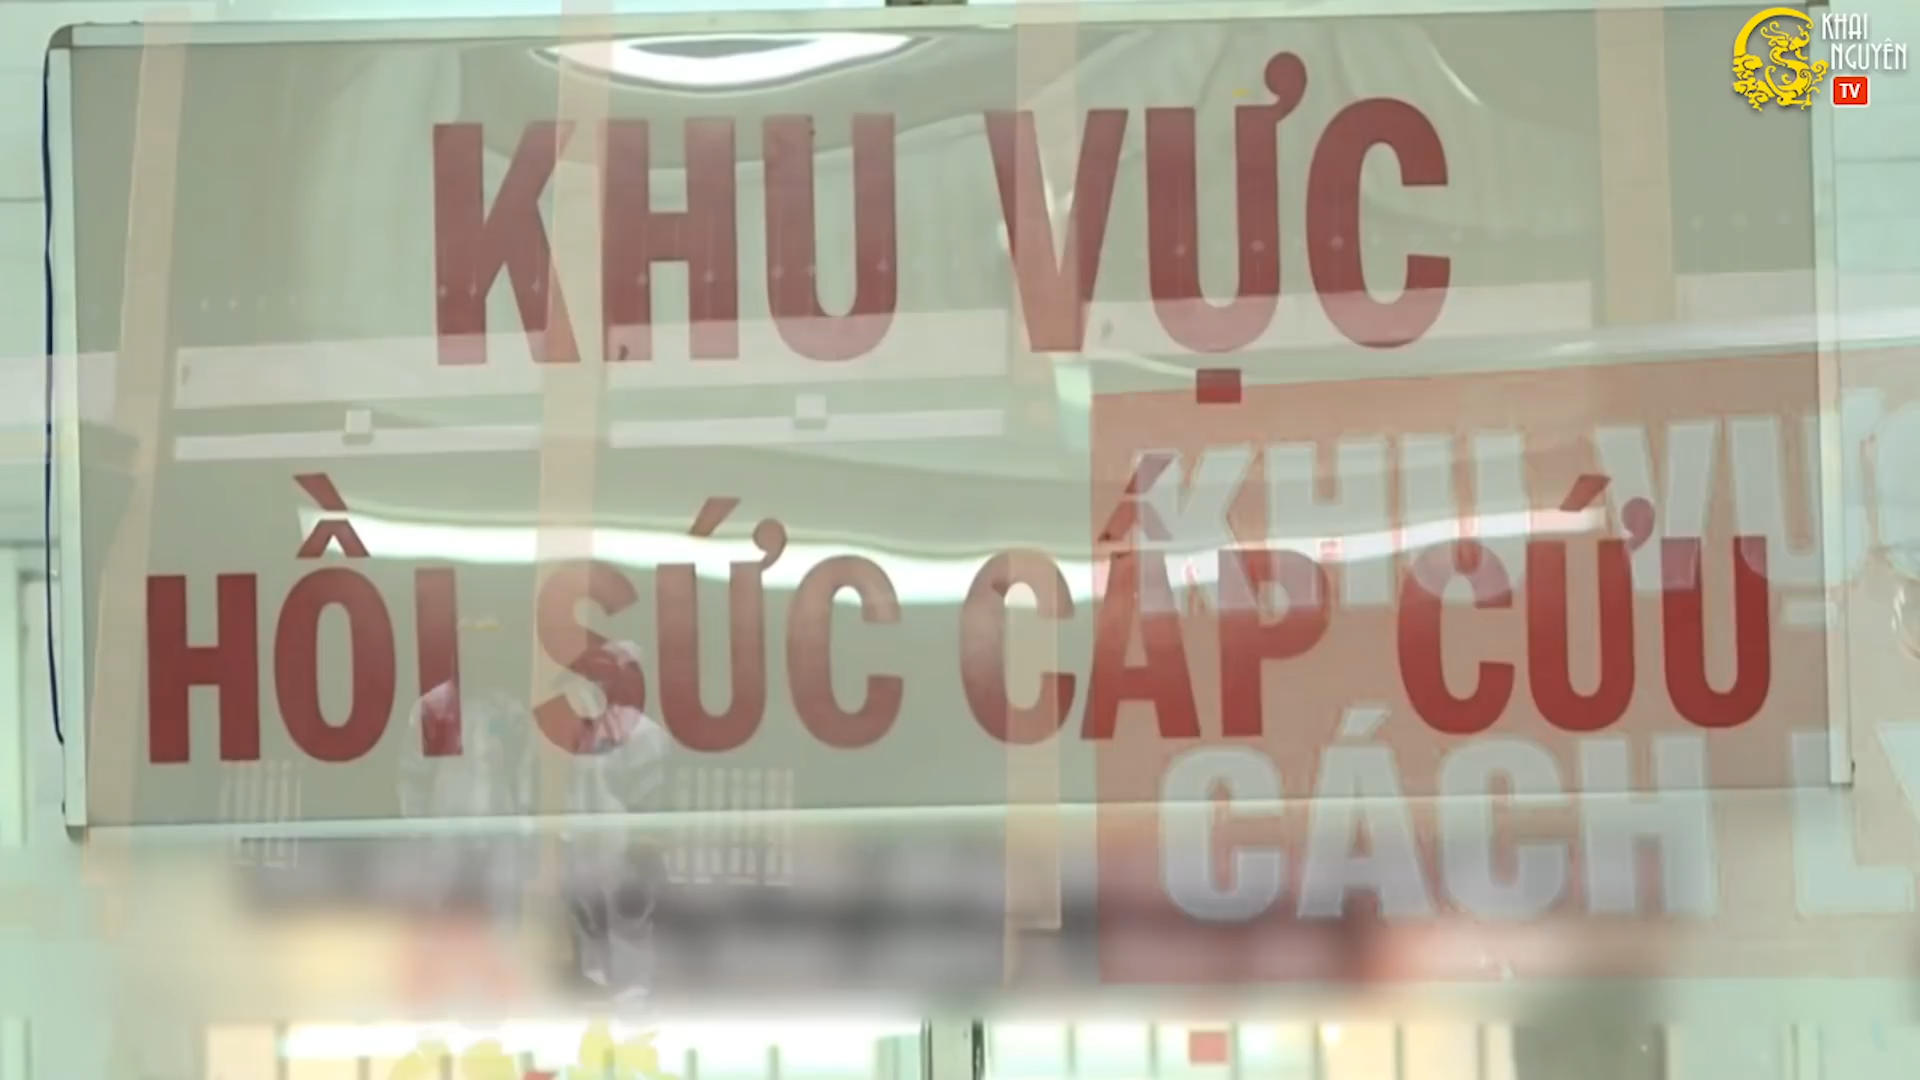 KHAI
NGUYÊN
TV
KHU VỰC
HỒI SỨC CẤP CỨU
KHU VỰC
CÁCH